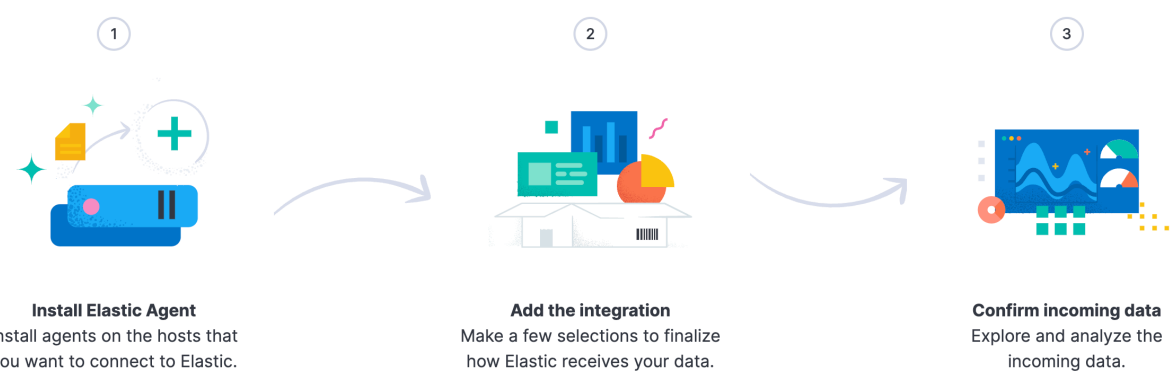 1
2
3
Install Elastic Agent
nstall agents on the hosts that
ou want to connect to Elastic.
Add the integration
Make a few selections to finalize
how Elastic receives your data.
Confirm incoming data
Explore and analyze the
incoming data.